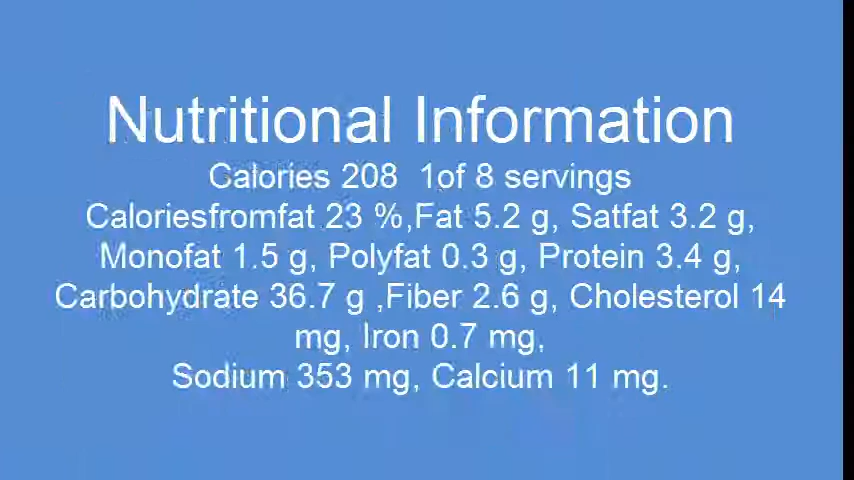 Nutritional Information
Calories 208  1of 8 servings
Caloriesfromfat 23 %,Fat 5.2 g, Satfat 3.2 g,
Monofat 1.5 g, Polyfat 0.3 g, Protein 3.4 g,
Carbohydrate 36.7 g ,Fiber 2.6 g, Cholesterol 14
mg, Iron 0.7 mg,
Sodium 353 mg, Calcium 11 mg.